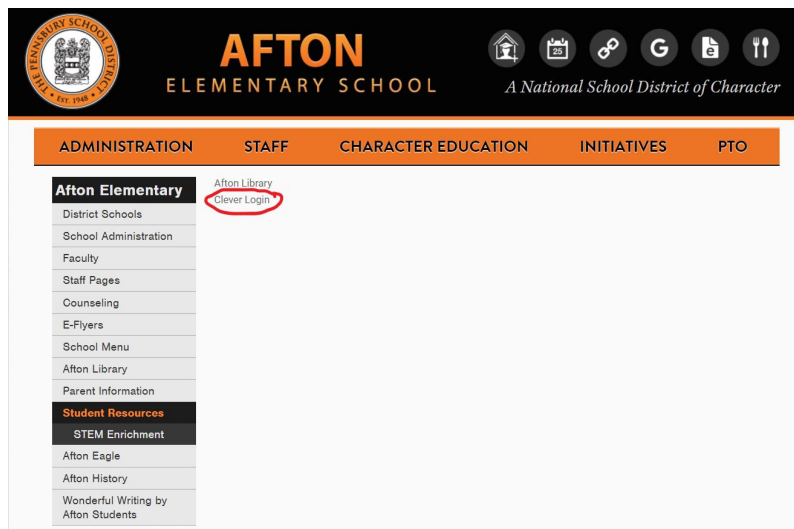 THE PENNSBURY SCHOOL DISTRICT
EST. 1948
AFTON
ELEMENTARY SCHOOL
25
G
e
A National School District of Character
ADMINISTRATION STAFF CHARACTER EDUCATION INITIATIVES PTO
Afton Elementary
District Schools
School Administration
Faculty
Staff Pages
Counseling
E-Flyers
School Menu
Afton Library
Parent Information
Student Resources
STEM Enrichment
Afton Eagle
Afton History
Wonderful Writing by
Afton Students
Afton Library
Clever Login